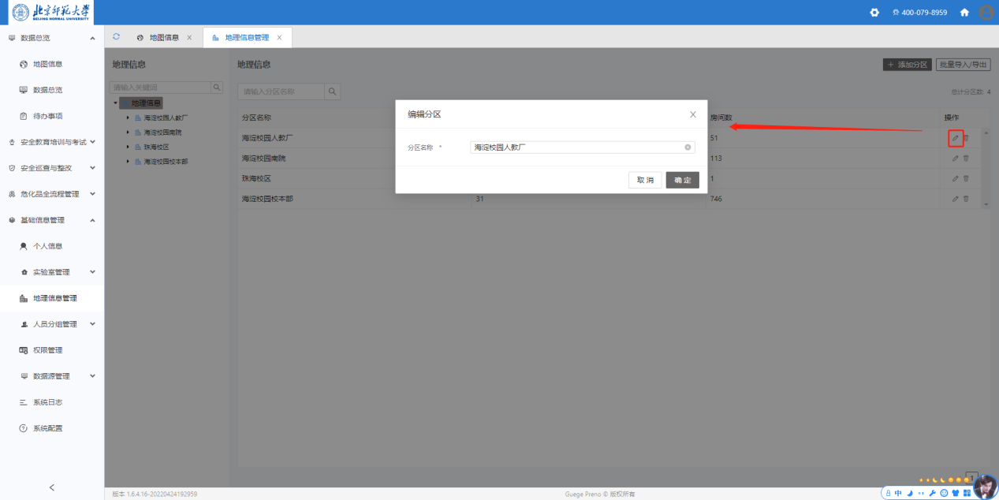 北京师范大学
BEIJING NORMAL UNIVERSITY
400-079-8959
数据总览
地图信息
数据总览
待办事项
安全教育培训与考试
安全巡查与整改
危化品全流程管理
基础信息管理
个人信息
实验室管理
地理信息管理
人员分组管理
权限管理
数据源管理
系统日志
系统配置
地图信息
地理信息管理
地理信息
请输入关键词
地理信息
海淀校园人教厂
海淀校园南院
珠海校区
海淀校园校本部
地理信息
添加分区
批量导入/导出
请输入分区名称
总计分区数: 4
分区名称
房间数
操作
海淀校园人教厂
51
海淀校园南院
113
珠海校区
1
海淀校园校本部
31
746
编辑分区
分区名称 *
海淀校园人教厂
取消
确定
1
版本 1.6.4.16-20220424192959
Guege Preno © 版权所有
中